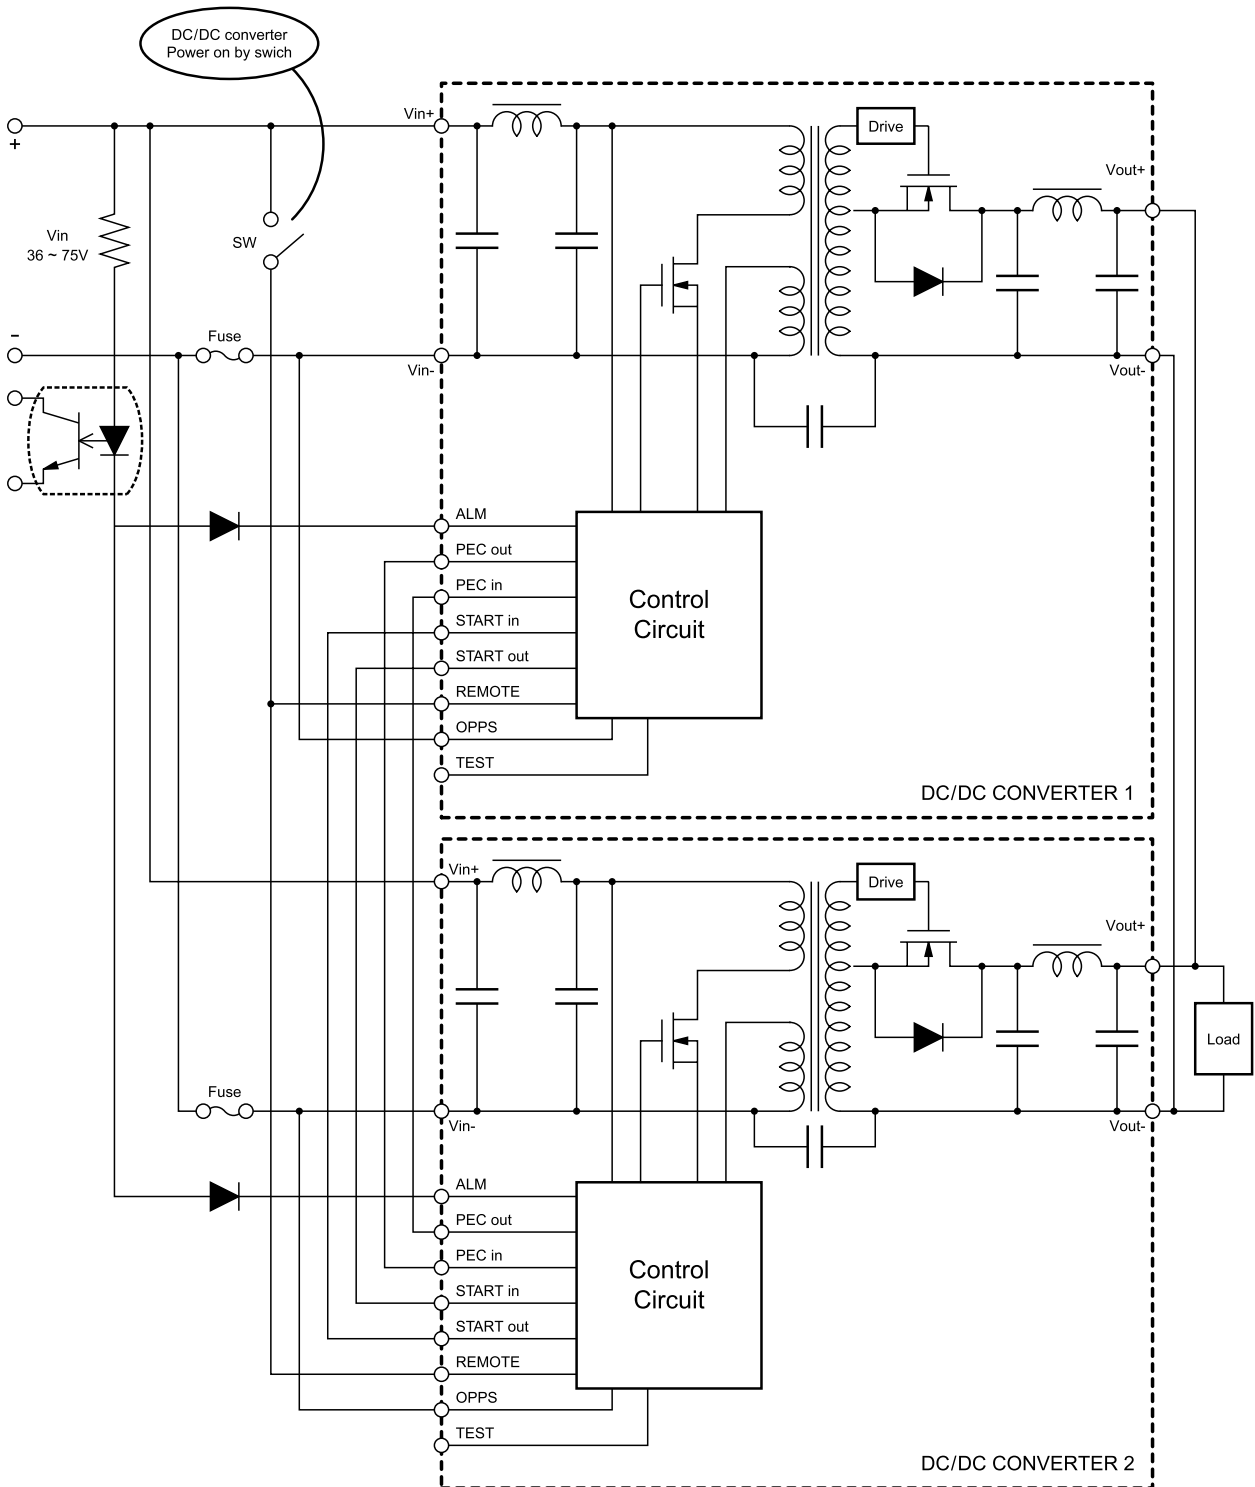 DC/DC converter
Power on by swich
Vin+
Drive
+
Vout+
Vin
36 ~ 75V
SW
−
Fuse
Vin-
Vout-
ALM
PEC out
PEC in
START in
START out
REMOTE
OPPS
TEST
Control
Circuit
DC/DC CONVERTER 1
Vin+
Drive
Vout+
Load
Fuse
Vin-
Vout-
ALM
PEC out
PEC in
START in
START out
REMOTE
OPPS
TEST
Control
Circuit
DC/DC CONVERTER 2